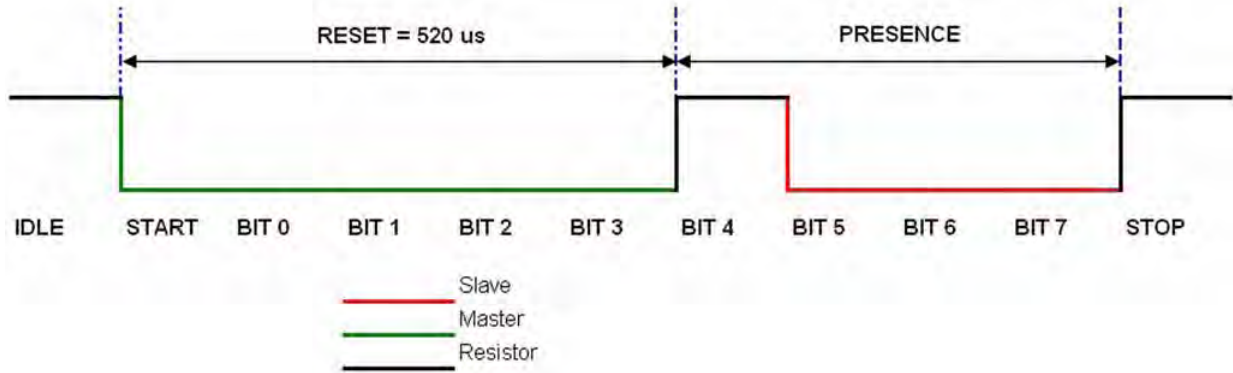 RESET = 520 us PRESENCE
IDLE START BIT 0 BIT 1 BIT 2 BIT 3 BIT 4 BIT 5 BIT 6 BIT 7 STOP
Slave
Master
Resistor